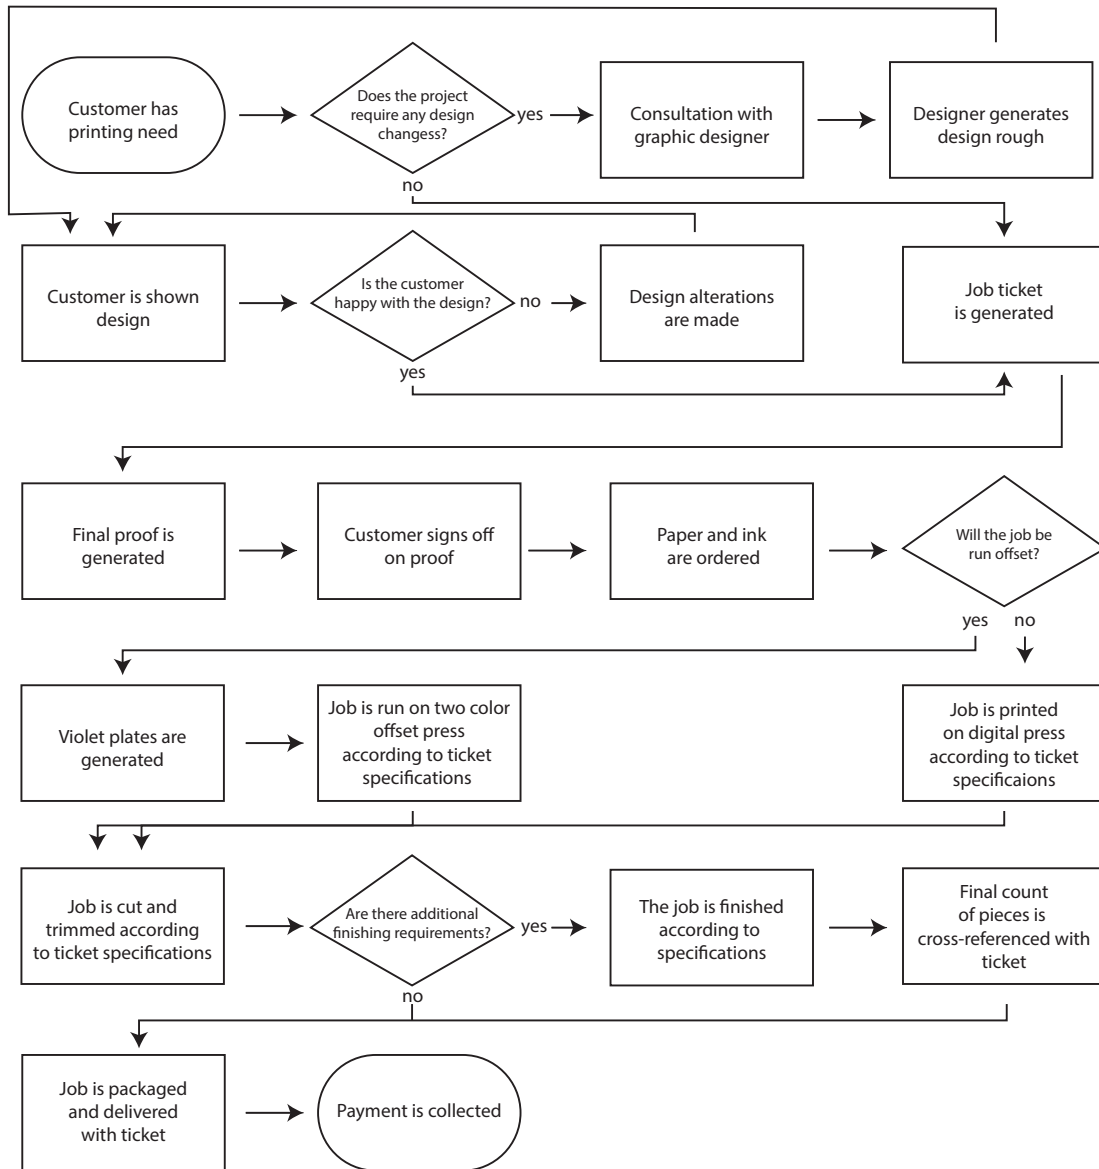 Customer has
printing need
Does the project
require any design
changess?
yes
no
Consultation with
graphic designer
Designer generates
design rough
Customer is shown
design
Is the customer
happy with the design?
no
yes
Design alterations
are made
Job ticket
is generated
Final proof is
generated
Customer signs off
on proof
Paper and ink
are ordered
Will the job be
run offset?
yes
no
Violet plates are
generated
Job is run on two color
offset press
according to ticket
specifications
Job is printed
on digital press
according to ticket
specificaions
Job is cut and
trimmed according
to ticket specifications
Are there additional
finishing requirements?
yes
no
The job is finished
according to
specifications
Final count
of pieces is
cross-referenced with
ticket
Job is packaged
and delivered
with ticket
Payment is collected